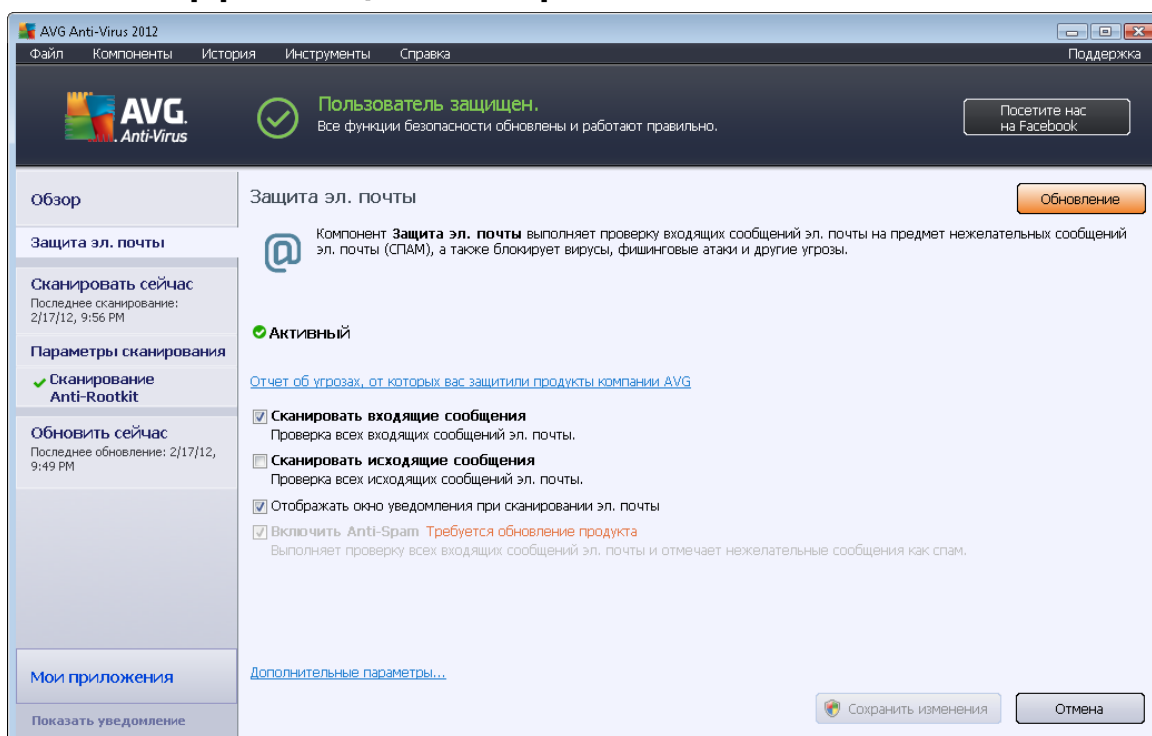 AVG Anti-Virus 2012
Файл Компоненты История Инструменты Справка Поддержка
AVG.
Anti-Virus
Пользователь защищен.
Все функции безопасности обновлены и работают правильно.
Посетите нас
на Facebook
Обзор
Защита эл. почты
Сканировать сейчас
Последнее сканирование:
2/17/12, 9:56 PM
Параметры сканирования
Сканирование
Anti-Rootkit
Обновить сейчас
Последнее обновление: 2/17/12,
9:49 PM
Мои приложения
Показать уведомление
Защита эл. почты
Обновление
Компонент Защита эл. почты выполняет проверку входящих сообщений эл. почты на предмет нежелательных сообщений
эл. почты (СПАМ), а также блокирует вирусы, фишинговые атаки и другие угрозы.
Активный
Отчет об угрозах, от которых вас защитили продукты компании AVG
Сканировать входящие сообщения
Проверка всех входящих сообщений эл. почты.
Сканировать исходящие сообщения
Проверка всех исходящих сообщений эл. почты.
Отображать окно уведомления при сканировании эл. почты
Включить Anti-Spam Требуется обновление продукта
Выполняет проверку всех входящих сообщений эл. почты и отмечает нежелательные сообщения как спам.
Дополнительные параметры...
Сохранить изменения
Отмена